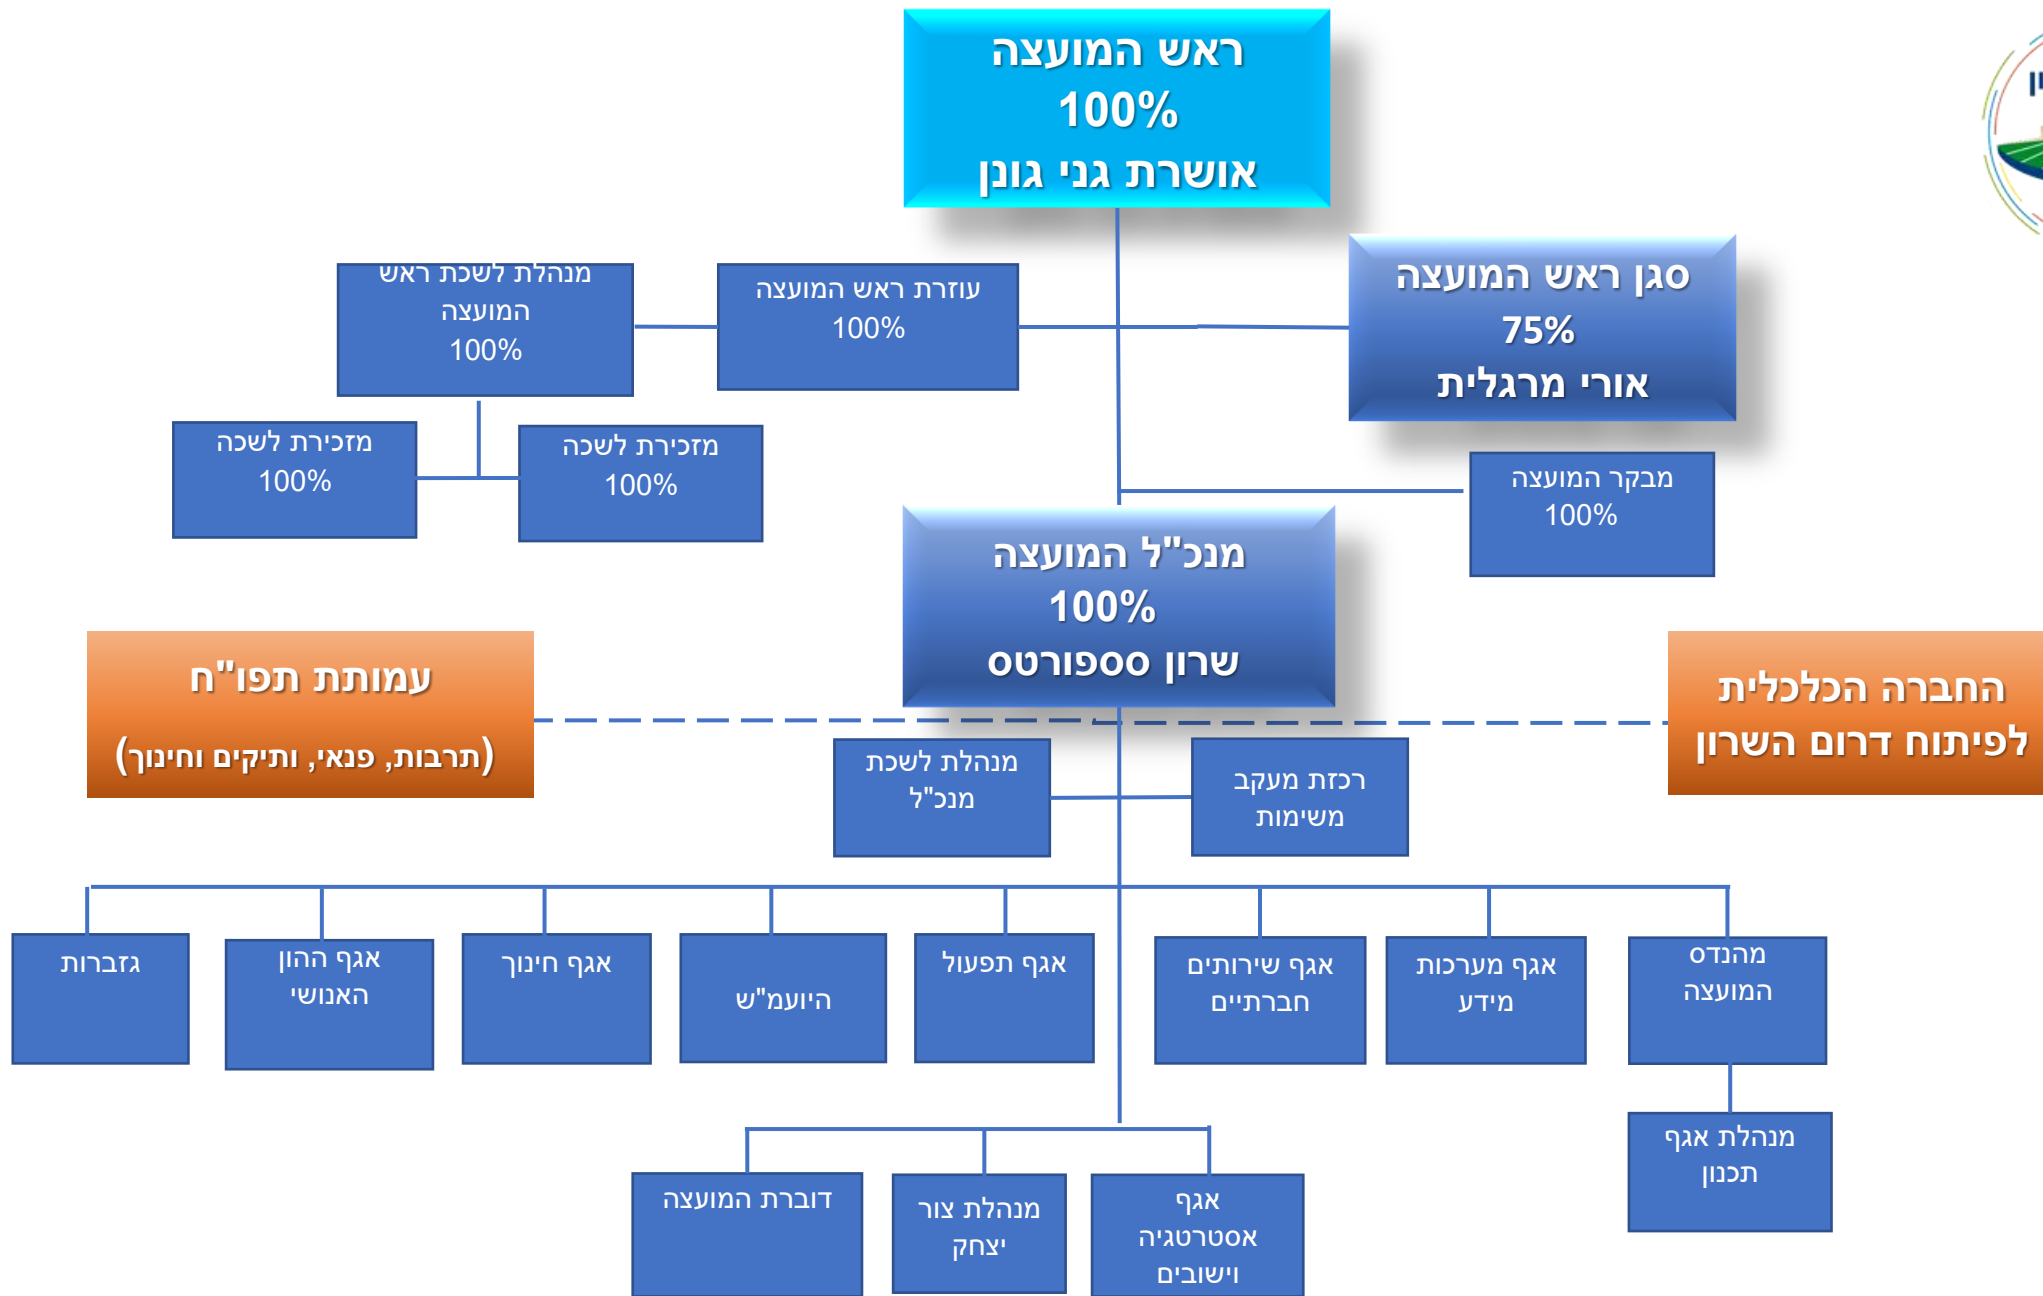 ראש המועצה
100%
אושרת גני גונן
סגן ראש המועצה
75%
אורי מרגלית
עוזרת ראש המועצה
100%
מנהלת לשכת ראש
המועצה
100%
מזכירת לשכה
100%
מזכירת לשכה
100%
מבקר המועצה
100%
מנכ"ל המועצה
100%
שרון סספורטס
החברה הכלכלית
לפיתוח דרום השרון
עמותת תפו"ח
(תרבות, פנאי, ותיקים וחינוך)
רכזת מעקב
משימות
מנהלת לשכת
מנכ"ל
מהנדס
המועצה
אגף מערכות
מידע
אגף שירותים
חברתיים
אגף תפעול
היועמ"ש
אגף חינוך
אגף ההון
האנושי
גזברות
מנהלת אגף
תכנון
אגף
אסטרטגיה
וישובים
מנהלת צור
יצחק
דוברת המועצה